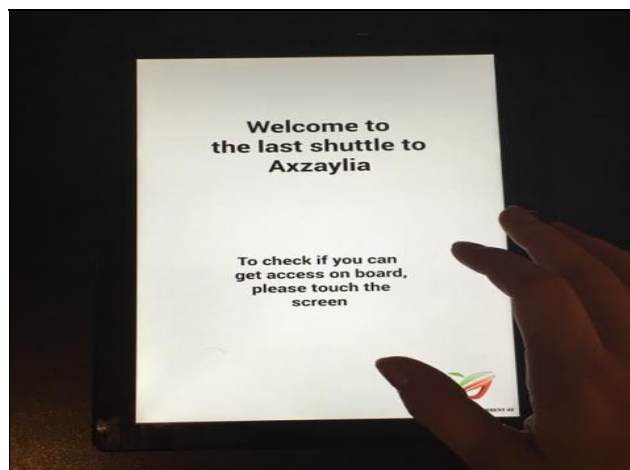 Welcome to
the last shuttle to
Axzaylia
To check if you can
get access on board,
please touch the
screen